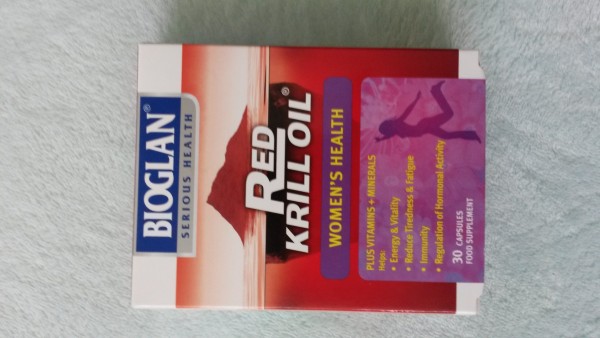 BIOGLAN®
SERIOUS HEALTH
RED
KRILL OIL®
WOMEN'S HEALTH
PLUS VITAMINS + MINERALS
Helps:
• Energy & Vitality
• Reduce Tiredness & Fatigue
• Immunity
• Regulation of Hormonal Activity
30 CAPSULES
FOOD SUPPLEMENT